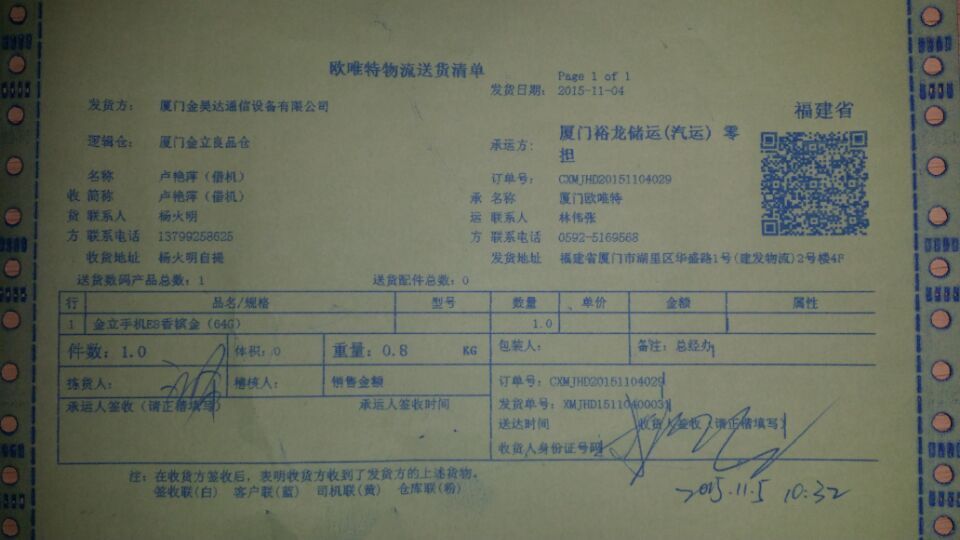 欧唯特物流送货清单
Page 1 of 1
发货日期: 2015-11-04
发货方: 厦门金昊达通信设备有限公司
福建省
逻辑仓: 厦门金立良品仓
承运方: 厦门裕龙储运(汽运) 零担
名称 卢艳萍（借机）
订单号: CXMJHD20151104029
收 简称 卢艳萍（借机）
承 名称 厦门欧唯特
货 联系人 杨火明
运 联系人 林伟张
方 联系电话 13799258625
方 联系电话 0592-5169568
收货地址 杨火明自提
发货地址 福建省厦门市湖里区华盛路1号(建发物流)2号楼4F
送货数码产品总数: 1 送货配件总数: 0
行 品名/规格 型号 数量 单价 金额 属性
1 金立手机E8香槟金（64G） 1.0
件数: 1.0 体积: 0 重量: 0.8 KG 包装人: 备注: 总经办
拣货人: 稽核人: 销售金额 订单号: CXMJHD20151104029
承运人签收（请正楷填写） 承运人签收时间 发货单号: XMJHD15110400031
送达时间 收货人签收（请正楷填写）
收货人身份证号码
注: 在收货方签收后, 表明收货方收到了发货方的上述货物。
签收联(白) 客户联(蓝) 司机联(黄) 仓库联(粉)
2015.11.5 10:32